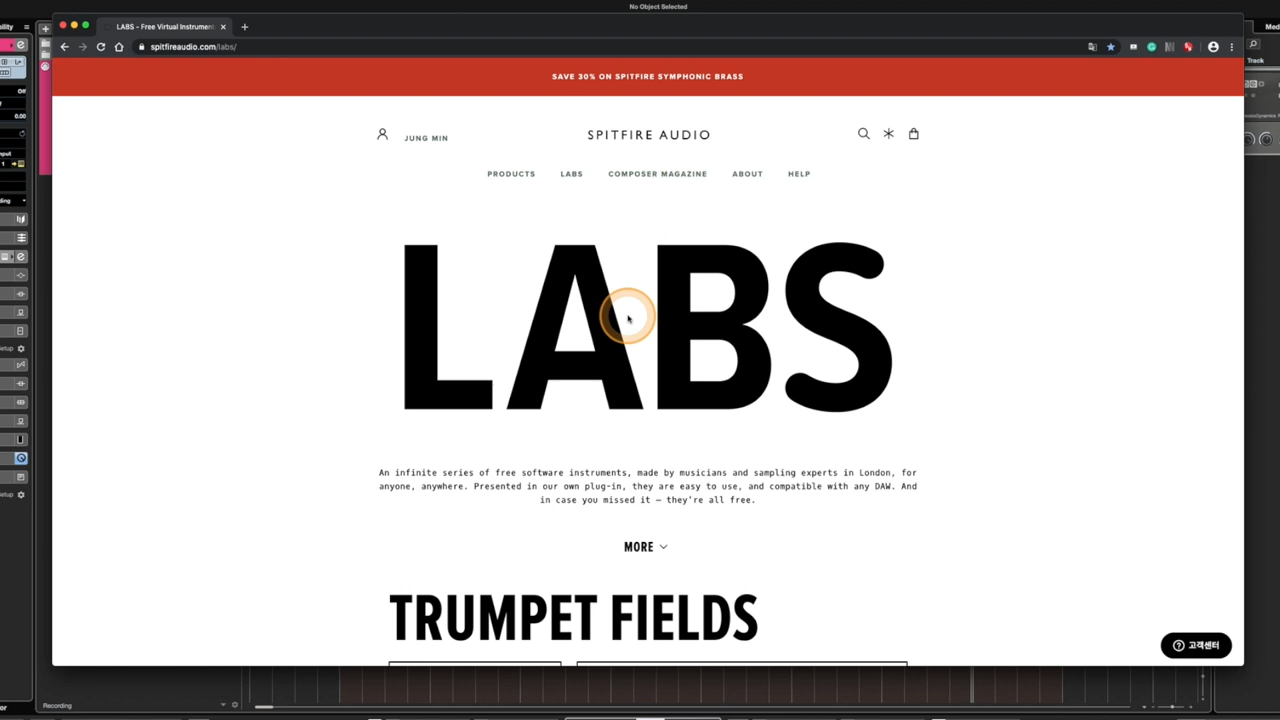 No Object Selected
LABS – Free Virtual Instrumen
spitfireaudio.com/labs/
SAVE 30% ON SPITFIRE SYMPHONIC BRASS
JUNG MIN
SPITFIRE AUDIO
PRODUCTS
LABS
COMPOSER MAGAZINE
ABOUT
HELP
LABS
An infinite series of free software instruments, made by musicians and sampling experts in London, for
anyone, anywhere. Presented in our own plug-in, they are easy to use, and compatible with any DAW. And
in case you missed it – they're all free.
MORE
TRUMPET FIELDS
고객센터
Off
0.00
Track
Recording